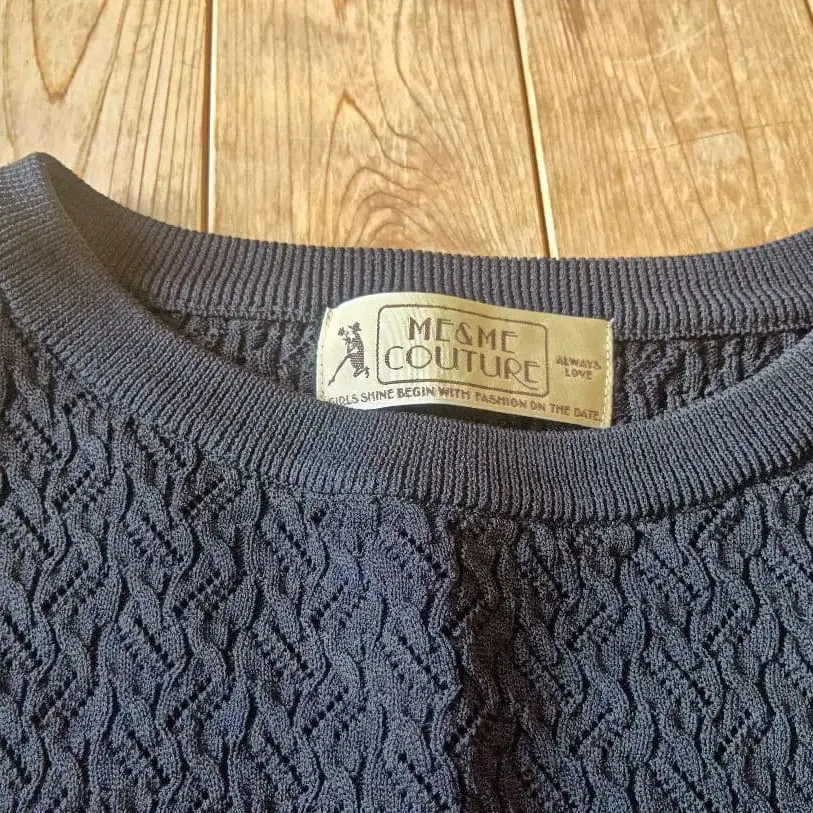 ME&ME
COUTURE
ALWAYS
LOVE
GIRLS SHINE BEGIN WITH FASHION ON THE DATE.